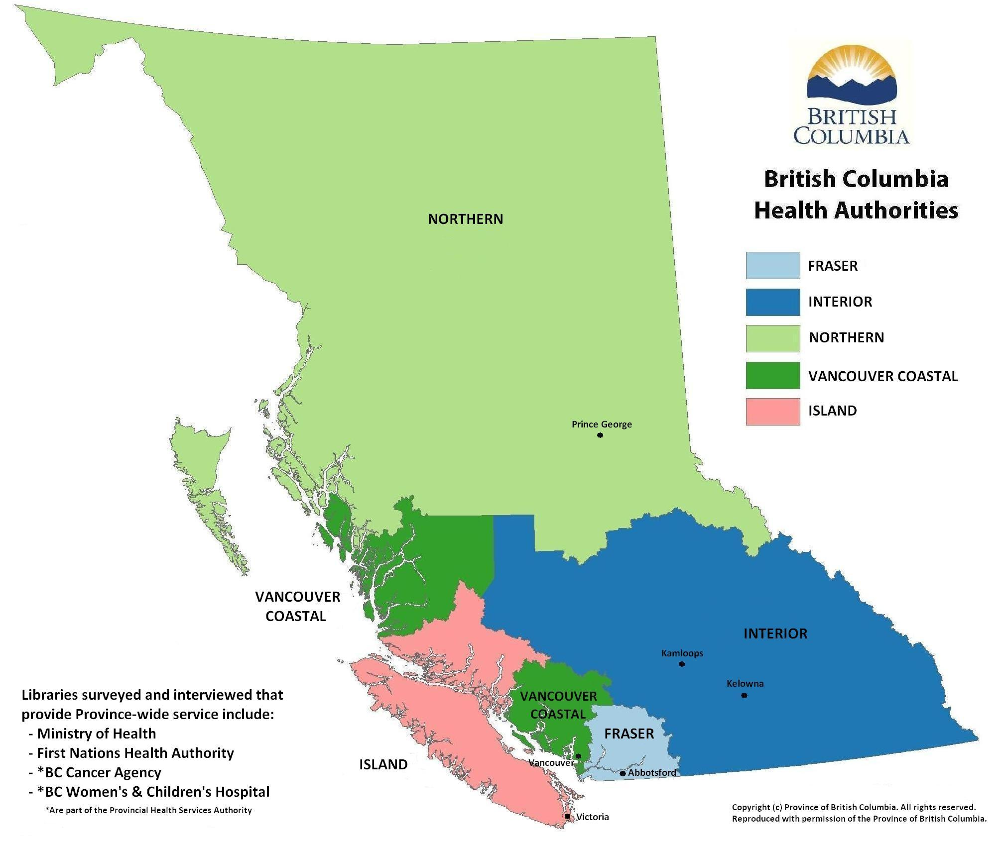 BRITISH
COLUMBIA
British Columbia
Health Authorities
FRASER
INTERIOR
NORTHERN
VANCOUVER COASTAL
ISLAND
NORTHERN
Prince George
VANCOUVER
COASTAL
INTERIOR
Kamloops
Kelowna
VANCOUVER
COASTAL
FRASER
Vancouver
Abbotsford
ISLAND
Victoria
Libraries surveyed and interviewed that
provide Province-wide service include:
- Ministry of Health
- First Nations Health Authority
- *BC Cancer Agency
- *BC Women's & Children's Hospital
*Are part of the Provincial Health Services Authority
Copyright (c) Province of British Columbia. All rights reserved.
Reproduced with permission of the Province of British Columbia.